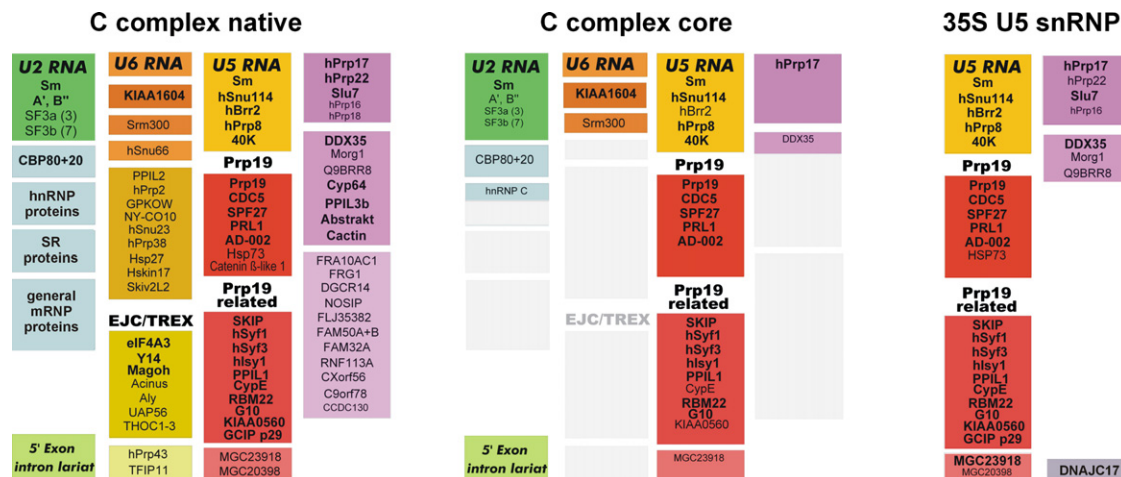 C complex native
U2 RNA
Sm
A', B"
SF3a (3)
SF3b (7)
CBP80+20
hnRNP
proteins
SR
proteins
general
mRNP
proteins
5' Exon
intron lariat
U6 RNA
KIAA1604
Srm300
hSnu66
PPIL2
hPrp2
GPKOW
NY-CO10
hSnu23
hPrp38
Hsp27
Hskin17
Skiv2L2
EJC/TREX
eIF4A3
Y14
Magoh
Acinus
Aly
UAP56
THOC1-3
hPrp43
TFIP11
U5 RNA
Sm
hSnu114
hBrr2
hPrp8
40K
Prp19
Prp19
CDC5
SPF27
PRL1
AD-002
Hsp73
Catenin ß-like 1
Prp19
related
SKIP
hSyf1
hSyf3
hIsy1
PPIL1
CypE
RBM22
G10
KIAA0560
GCIP p29
MGC23918
MGC20398
hPrp17
hPrp22
Slu7
hPrp16
hPrp18
DDX35
Morg1
Q9BRR8
Cyp64
PPIL3b
Abstrakt
Cactin
FRA10AC1
FRG1
DGCR14
NOSIP
FLJ35382
FAM50A+B
FAM32A
RNF113A
CXorf56
C9orf78
CCDC130
C complex core
U2 RNA
Sm
A', B"
SF3a (3)
SF3b (7)
CBP80+20
hnRNP C
5' Exon
intron lariat
U6 RNA
KIAA1604
Srm300
EJC/TREX
U5 RNA
Sm
hSnu114
hBrr2
hPrp8
40K
Prp19
Prp19
CDC5
SPF27
PRL1
AD-002
Prp19
related
SKIP
hSyf1
hSyf3
hIsy1
PPIL1
CypE
RBM22
G10
KIAA0560
MGC23918
hPrp17
DDX35
35S U5 snRNP
U5 RNA
Sm
hSnu114
hBrr2
hPrp8
40K
Prp19
Prp19
CDC5
SPF27
PRL1
AD-002
HSP73
Prp19
related
SKIP
hSyf1
hSyf3
hIsy1
PPIL1
CypE
RBM22
G10
KIAA0560
GCIP p29
MGC23918
MGC20398
hPrp17
hPrp22
Slu7
hPrp16
DDX35
Morg1
Q9BRR8
DNAJC17